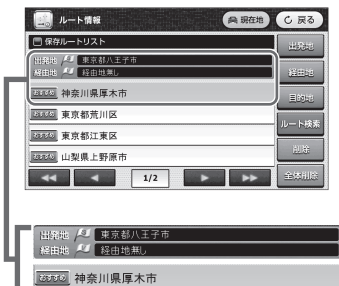 ルート情報 現在地 戻る
保存ルートリスト 出発地
出発地 東京都八王子市
経由地 経由地無し 経由地
おすすめ 神奈川県厚木市 目的地
おすすめ 東京都荒川区 ルート検索
おすすめ 東京都江東区 削除
おすすめ 山梨県上野原市
1/2 全体削除
出発地 東京都八王子市
経由地 経由地無し
おすすめ 神奈川県厚木市